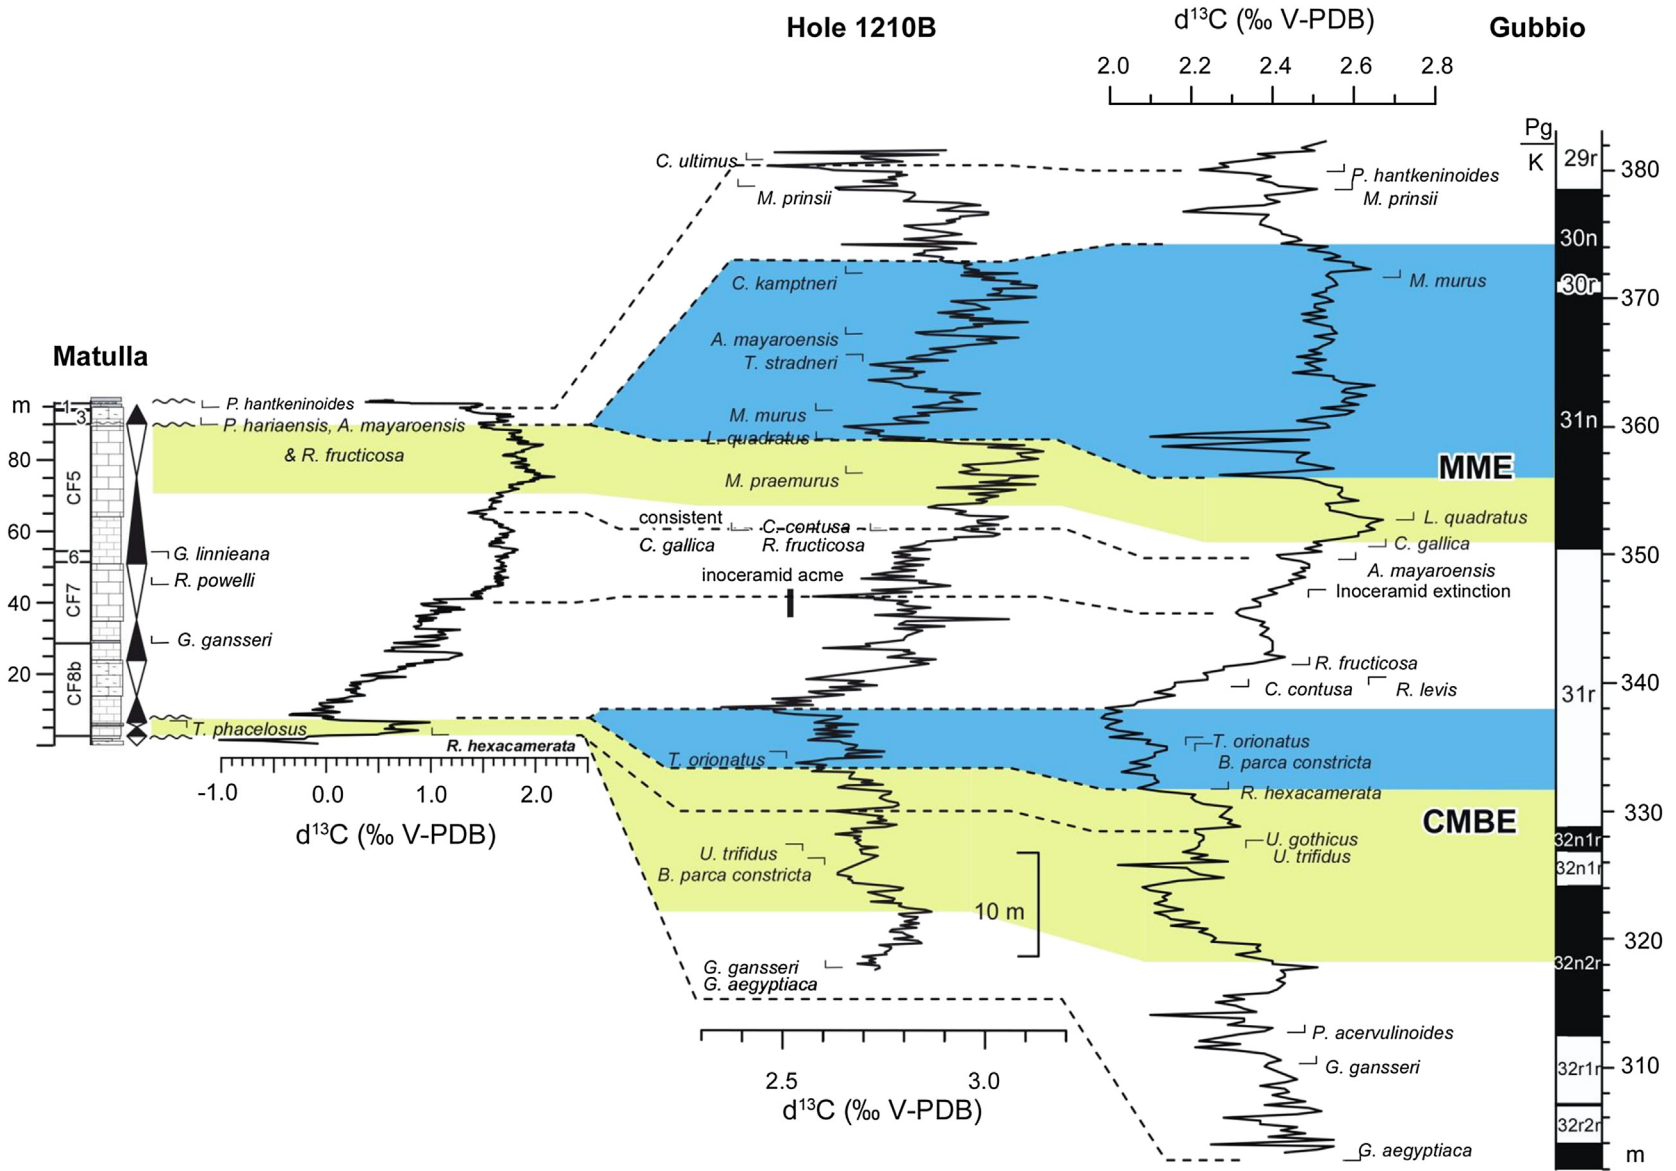 Hole 1210B
d¹³C (‰ V-PDB)
Gubbio
2.0 2.2 2.4 2.6 2.8
Pg
K
29r
380
C. ultimus
P. hantkeninoides
M. prinsii
M. prinsii
30n
C. kamptneri
M. murus
30r
370
A. mayaroensis
T. stradneri
Matulla
m
1
3
P. hantkeninoides
P. hariaensis, A. mayaroensis
& R. fructicosa
M. murus
L. quadratus
31n
360
MME
80
CF5
M. praemurus
L. quadratus
consistent
C. gallica
C. contusa
R. fructicosa
60
6
G. linnieana
C. gallica
350
A. mayaroensis
R. powelli
inoceramid acme
Inoceramid extinction
40
CF7
G. gansseri
R. fructicosa
C. contusa
R. levis
20
CF8b
340
31r
T. phacelosus
R. hexacamerata
T. orionatus
T. orionatus
B. parca constricta
R. hexacamerata
-1.0 0.0 1.0 2.0
d¹³C (‰ V-PDB)
330
CMBE
U. gothicus
U. trifidus
32n1r
32n1r
U. trifidus
B. parca constricta
10 m
320
32n2r
G. gansseri
G. aegyptiaca
P. acervulinoides
G. gansseri
32r1r
310
2.5 3.0
d¹³C (‰ V-PDB)
32r2r
G. aegyptiaca
m